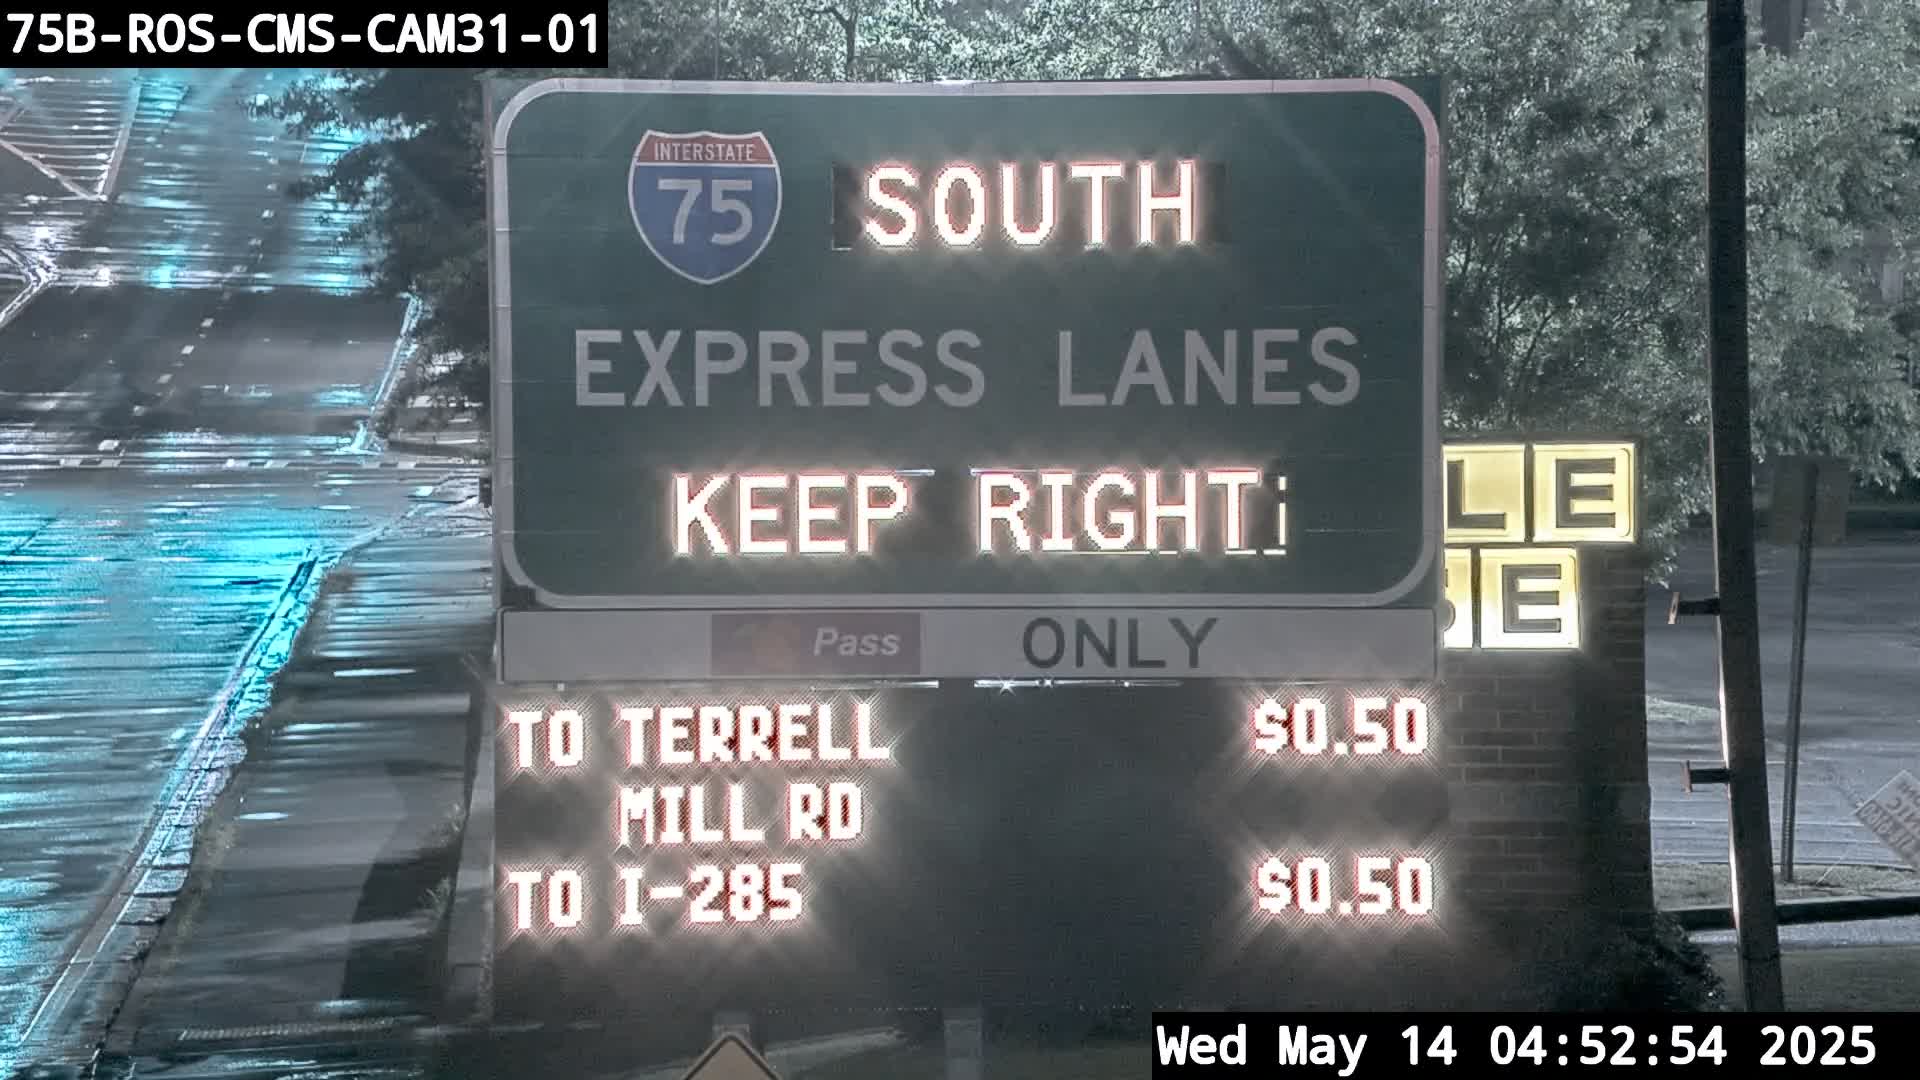 75B-ROS-CMS-CAM31-01
INTERSTATE
75
SOUTH
EXPRESS LANES
KEEP RIGHT
Pass ONLY
TO TERRELL $0.50
MILL RD
TO I-285 $0.50
LE
E
Wed May 14 04:52:54 2025